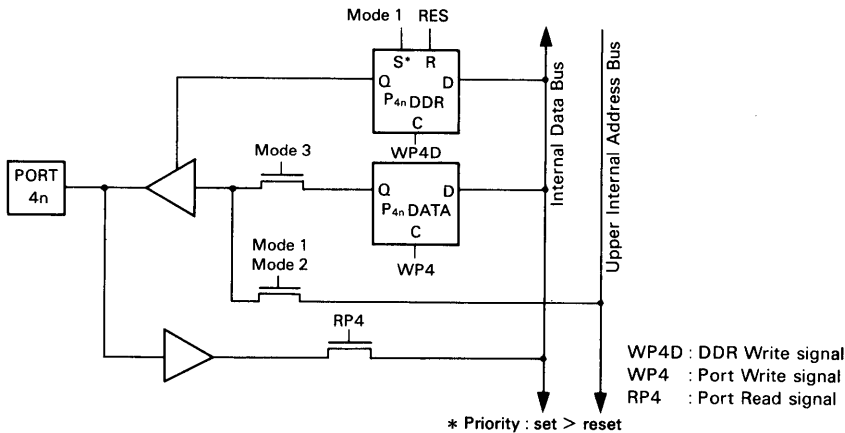 Mode 1 RES
S* R
Q D
P4n DDR
C
WP4D
Mode 3
PORT
4n
Q D
P4n DATA
C
WP4
Mode 1
Mode 2
RP4
Internal Data Bus
Upper Internal Address Bus
WP4D : DDR Write signal
WP4 : Port Write signal
RP4 : Port Read signal
* Priority : set > reset